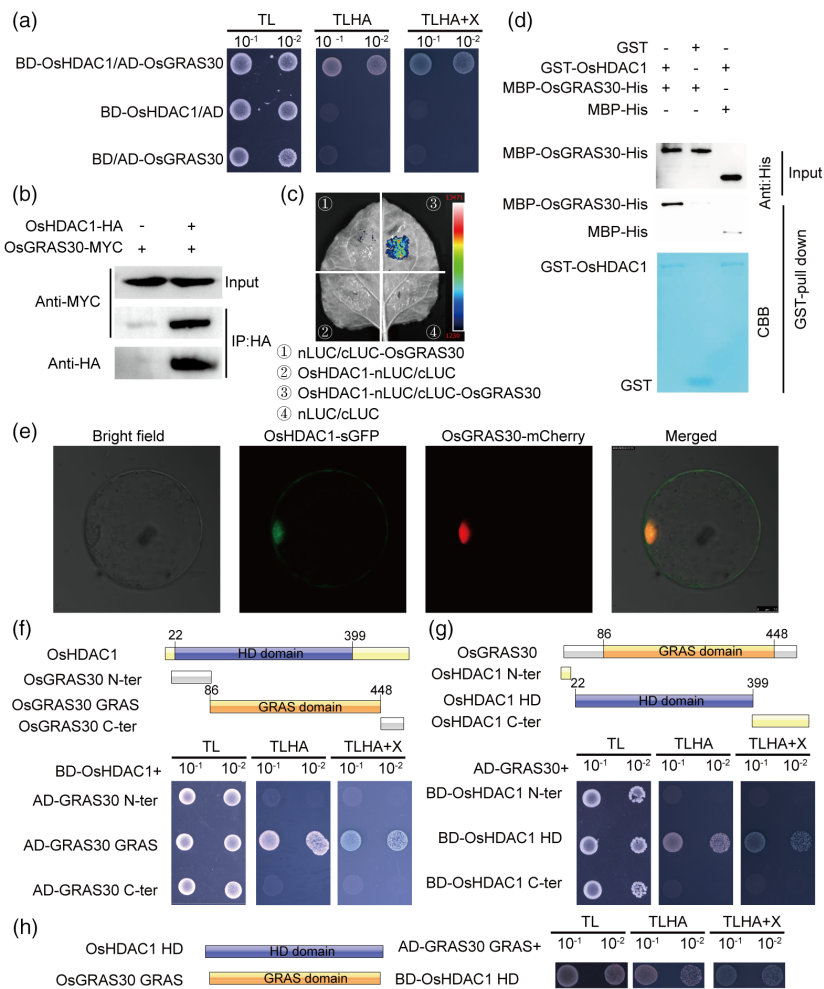 (a)
TL TLHA TLHA+X
10⁻¹ 10⁻² 10⁻¹ 10⁻² 10⁻¹ 10⁻²
BD-OsHDAC1/AD-OsGRAS30
BD-OsHDAC1/AD
BD/AD-OsGRAS30
(b)
OsHDAC1-HA - +
OsGRAS30-MYC + +
Anti-MYC
Input
IP:HA
Anti-HA
(c)
① ③
② ④
① nLUC/cLUC-OsGRAS30
② OsHDAC1-nLUC/cLUC
③ OsHDAC1-nLUC/cLUC-OsGRAS30
④ nLUC/cLUC
(d)
GST - + -
GST-OsHDAC1 + - +
MBP-OsGRAS30-His + + -
MBP-His - - +
MBP-OsGRAS30-His
Anti:His
Input
MBP-OsGRAS30-His
MBP-His
GST-OsHDAC1
CBB
GST-pull down
GST
(e)
Bright field OsHDAC1-sGFP OsGRAS30-mCherry Merged
(f)
22 399
OsHDAC1 HD domain
OsGRAS30 N-ter
86 448
OsGRAS30 GRAS GRAS domain
OsGRAS30 C-ter
TL TLHA TLHA+X
BD-OsHDAC1+ 10⁻¹ 10⁻² 10⁻¹ 10⁻² 10⁻¹ 10⁻²
AD-GRAS30 N-ter
AD-GRAS30 GRAS
AD-GRAS30 C-ter
(g)
86 448
OsGRAS30 GRAS domain
OsHDAC1 N-ter
22 399
OsHDAC1 HD HD domain
OsHDAC1 C-ter
TL TLHA TLHA+X
AD-GRAS30+ 10⁻¹ 10⁻² 10⁻¹ 10⁻² 10⁻¹ 10⁻²
BD-OsHDAC1 N-ter
BD-OsHDAC1 HD
BD-OsHDAC1 C-ter
(h)
OsHDAC1 HD HD domain
OsGRAS30 GRAS GRAS domain
TL TLHA TLHA+X
AD-GRAS30 GRAS+ 10⁻¹ 10⁻² 10⁻¹ 10⁻² 10⁻¹ 10⁻²
BD-OsHDAC1 HD